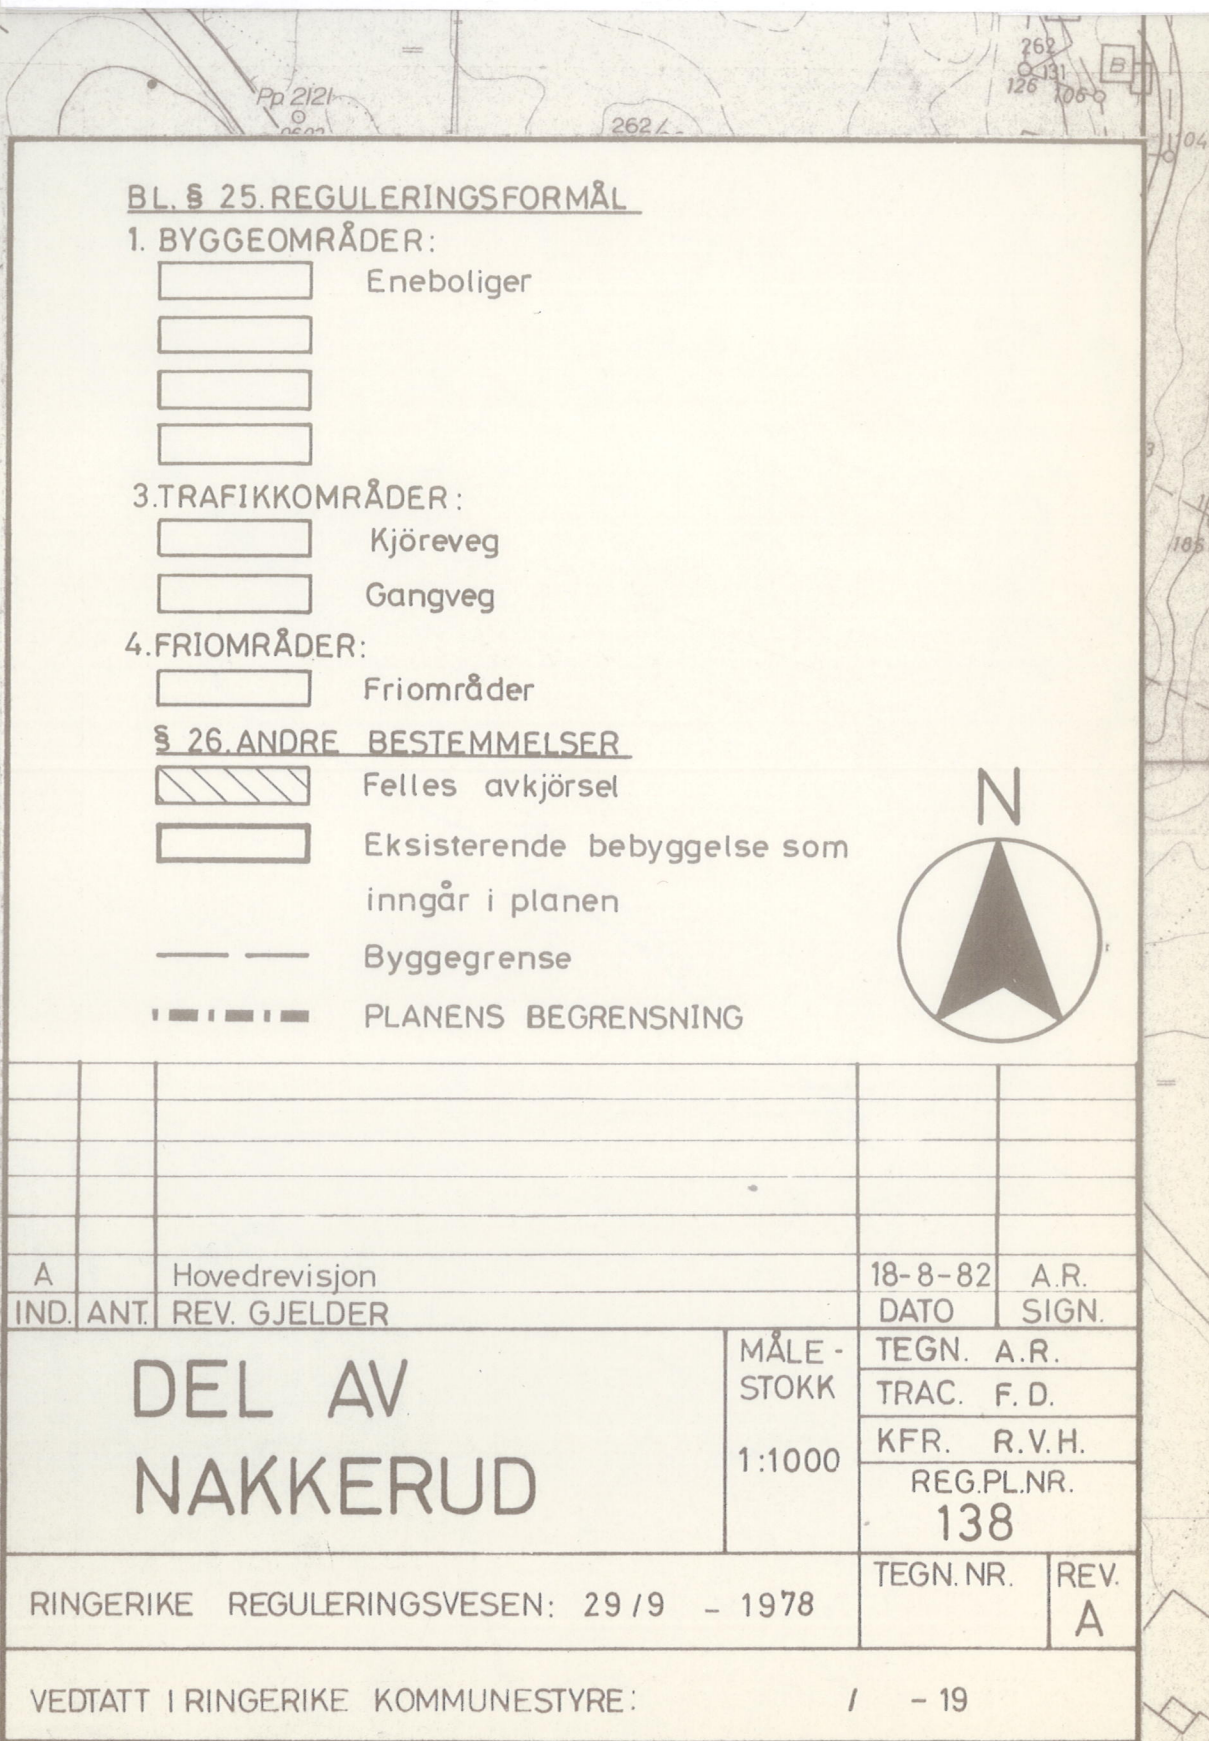 262
131
B
126
106
Pp 2121
262
04
BL. § 25. REGULERINGSFORMÅL
1. BYGGEOMRÅDER:
Eneboliger
3. TRAFIKKOMRÅDER:
Kjöreveg
186
Gangveg
4. FRIOMRÅDER:
Friområder
§ 26. ANDRE BESTEMMELSER
Felles avkjörsel
N
Eksisterende bebyggelse som
inngår i planen
Byggegrense
PLANENS BEGRENSNING
A Hovedrevisjon 18-8-82 A.R.
IND. ANT. REV. GJELDER DATO SIGN.
DEL AV
NAKKERUD
MÅLE-
STOKK
1:1000
TEGN. A.R.
TRAC. F.D.
KFR. R.V.H.
REG.PL.NR.
138
RINGERIKE REGULERINGSVESEN: 29/9 - 1978
TEGN. NR.
REV.
A
VEDTATT I RINGERIKE KOMMUNESTYRE: / - 19